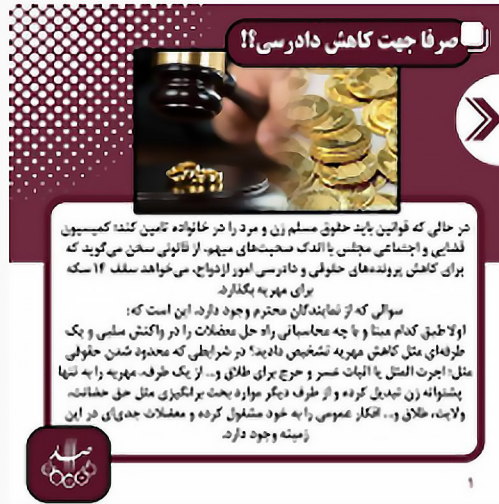 صرفا جهت کاهش دادرسی؟!
در حالی که قوانین باید حقوق مسلم زن و مرد را در خانواده تامین کند؛ کمیسیون
قضایی و اجتماعی مجلس با اندک صحبت‌های مبهم، از قانونی سخن می‌گوید که
برای کاهش پرونده‌های حقوقی و دادرسی امور ازدواج، می‌خواهد سقف ۱۴ سکه
برای مهریه بگذارد.
سوالی که از نمایندگان محترم وجود دارد، این است که:
اولا طبق کدام مبنا و با چه محاسباتی راه حل معضلات را در واکنش سلبی و یک
طرفه‌ای مثل کاهش مهریه تشخیص دادید؟ در شرایطی که محدود شدن حقوقی
مثل؛ اجرت المثل یا اثبات عسر و حرج برای طلاق و... از یک طرف، مهریه را به تنها
پشتوانه زن تبدیل کرده و از طرف دیگر موارد بحث برانگیزی مثل حق حضانت،
ولایت، طلاق و... افکار عمومی را به خود مشغول کرده و معضلات جدی‌ای در این
زمینه وجود دارد.
۱